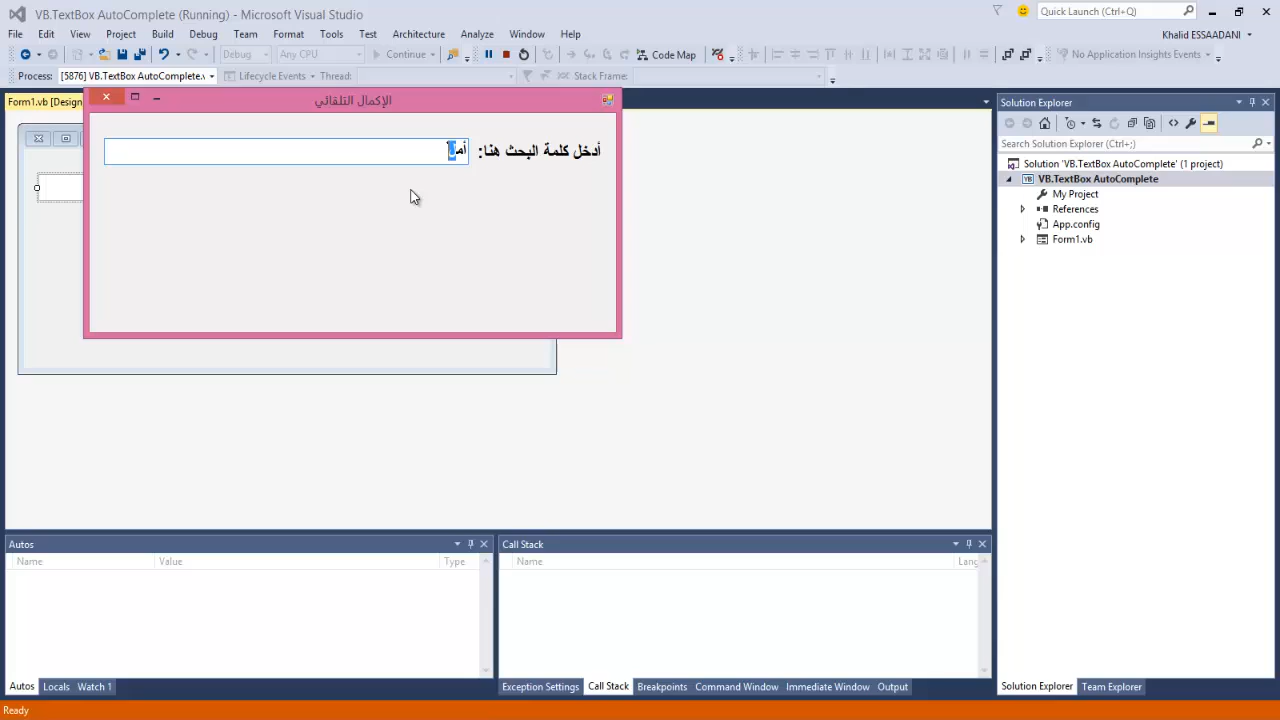 VB.TextBox AutoComplete (Running) - Microsoft Visual Studio
Quick Launch (Ctrl+Q)
File Edit View Project Build Debug Team Format Tools Test Architecture Analyze Window Help
Khalid ESSAADANI
Debug Any CPU Continue Code Map No Application Insights Events
Process: [5876] VB.TextBox AutoComplete.v Lifecycle Events Thread: Stack Frame:
Form1.vb [Design
الإكمال التلقائي
أدخل كلمة البحث هنا:
Solution Explorer
Search Solution Explorer (Ctrl+;)
Solution 'VB.TextBox AutoComplete' (1 project)
VB VB.TextBox AutoComplete
My Project
References
App.config
Form1.vb
Autos
Name Value Type
Call Stack
Name Lang
Autos Locals Watch 1
Exception Settings Call Stack Breakpoints Command Window Immediate Window Output
Solution Explorer Team Explorer
Ready